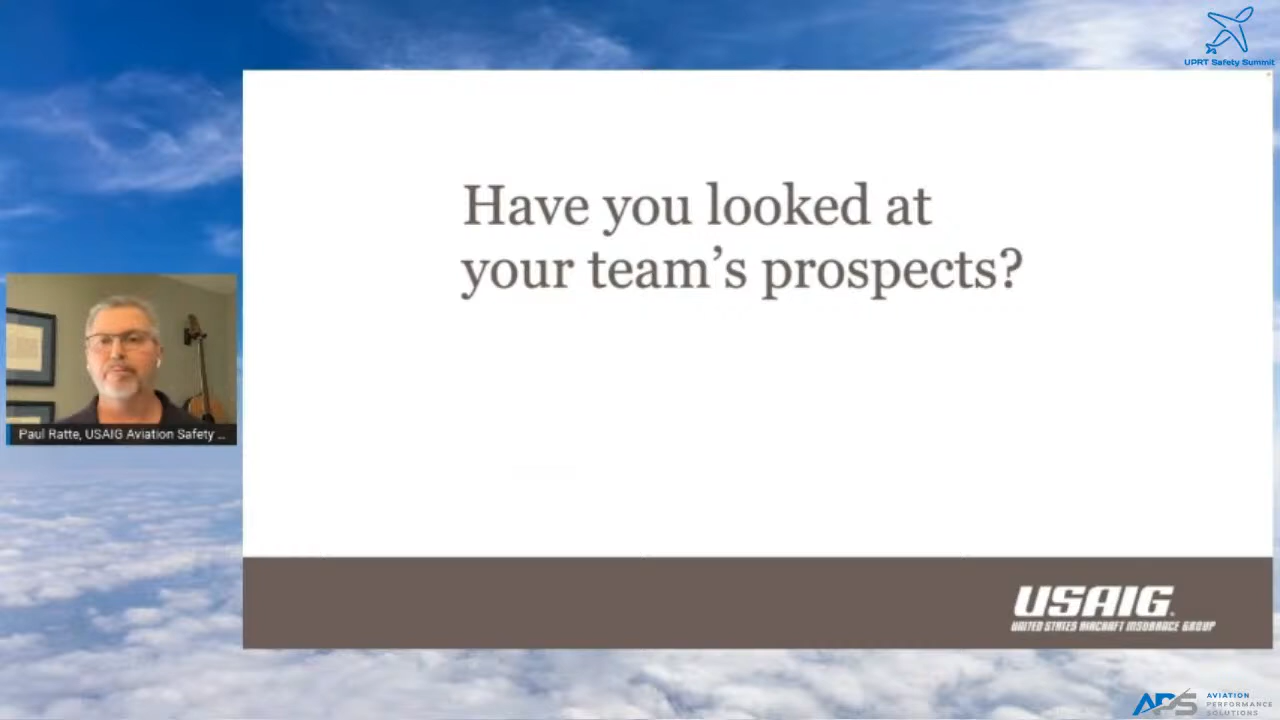 UPRT Safety Summit
Have you looked at
your team’s prospects?
Paul Ratte, USAIG Aviation Safety ...
USAIG
UNITED STATES AIRCRAFT INSURANCE GROUP
APS
AVIATION
PERFORMANCE
SOLUTIONS